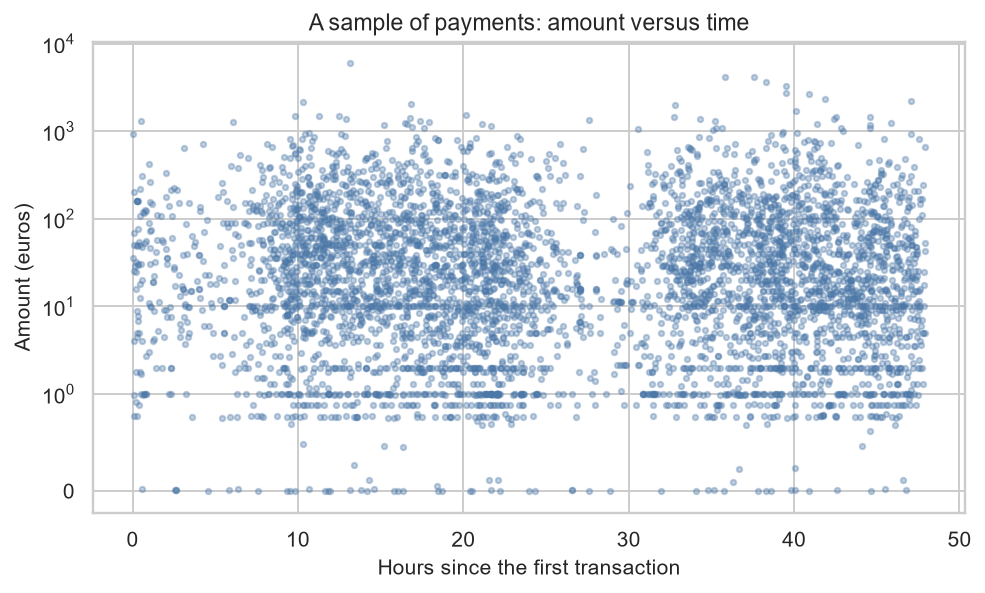 A sample of payments: amount versus time
Amount (euros)
10⁴
10³
10²
10¹
10⁰
0
0 10 20 30 40 50
Hours since the first transaction